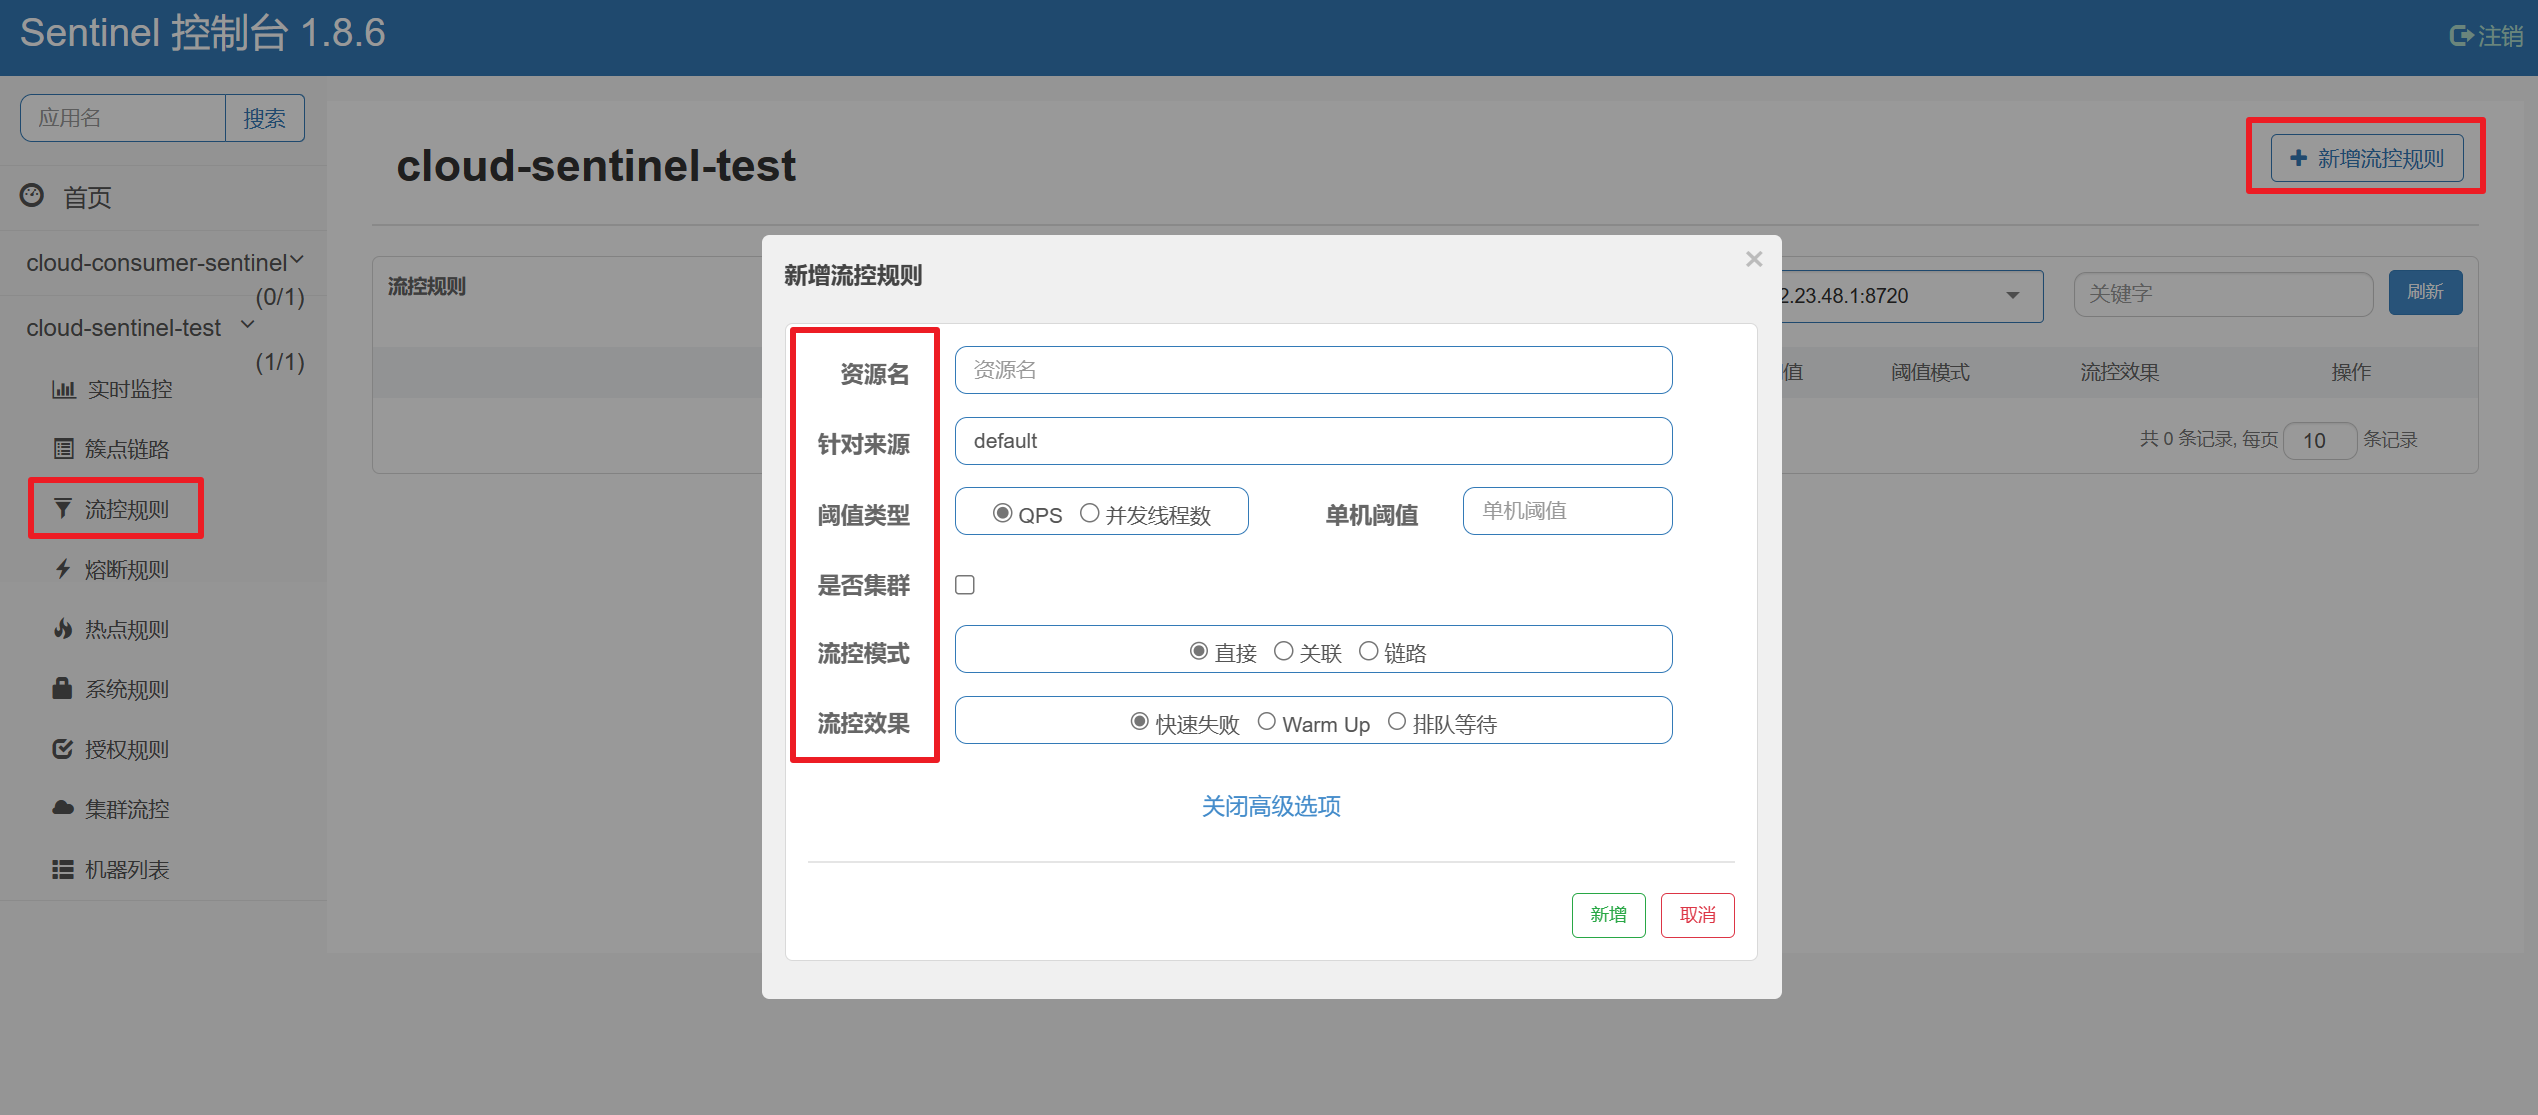 Sentinel 控制台 1.8.6
注销
应用名
搜索
首页
cloud-consumer-sentinel
(0/1)
cloud-sentinel-test
(1/1)
实时监控
簇点链路
流控规则
熔断规则
热点规则
系统规则
授权规则
集群流控
机器列表
cloud-sentinel-test
新增流控规则
流控规则
2.23.48.1:8720
关键字
刷新
值
阈值模式
流控效果
操作
共 0 条记录, 每页 10 条记录
新增流控规则
×
资源名
资源名
针对来源
default
阈值类型
QPS 并发线程数
单机阈值
单机阈值
是否集群
流控模式
直接 关联 链路
流控效果
快速失败 Warm Up 排队等待
关闭高级选项
新增
取消